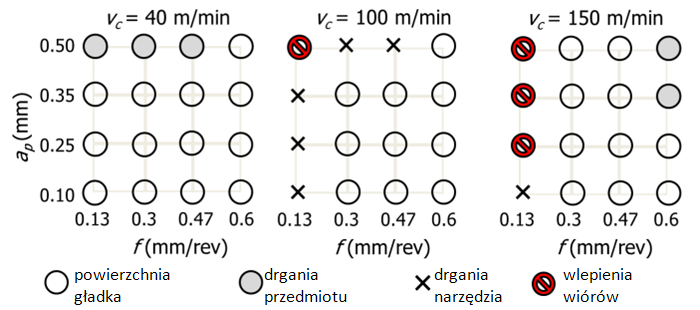 v_c = 40 m/min
v_c = 100 m/min
v_c = 150 m/min
a_p (mm)
0.50
0.35
0.25
0.10
0.13 0.3 0.47 0.6
0.13 0.3 0.47 0.6
0.13 0.3 0.47 0.6
f (mm/rev)
f (mm/rev)
f (mm/rev)
powierzchnia
gładka
drgania
przedmiotu
drgania
narzędzia
wlepienia
wiórów